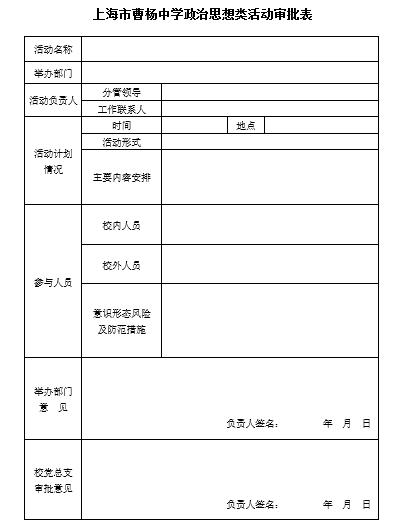 上海市曹杨中学政治思想类活动审批表
活动名称
举办部门
活动负责人
分管领导
工作联系人
活动计划
情况
时间
地点
活动形式
主要内容安排
参与人员
校内人员
校外人员
意识形态风险
及防范措施
举办部门
意 见
负责人签名： 年 月 日
校党总支
审批意见
负责人签名： 年 月 日